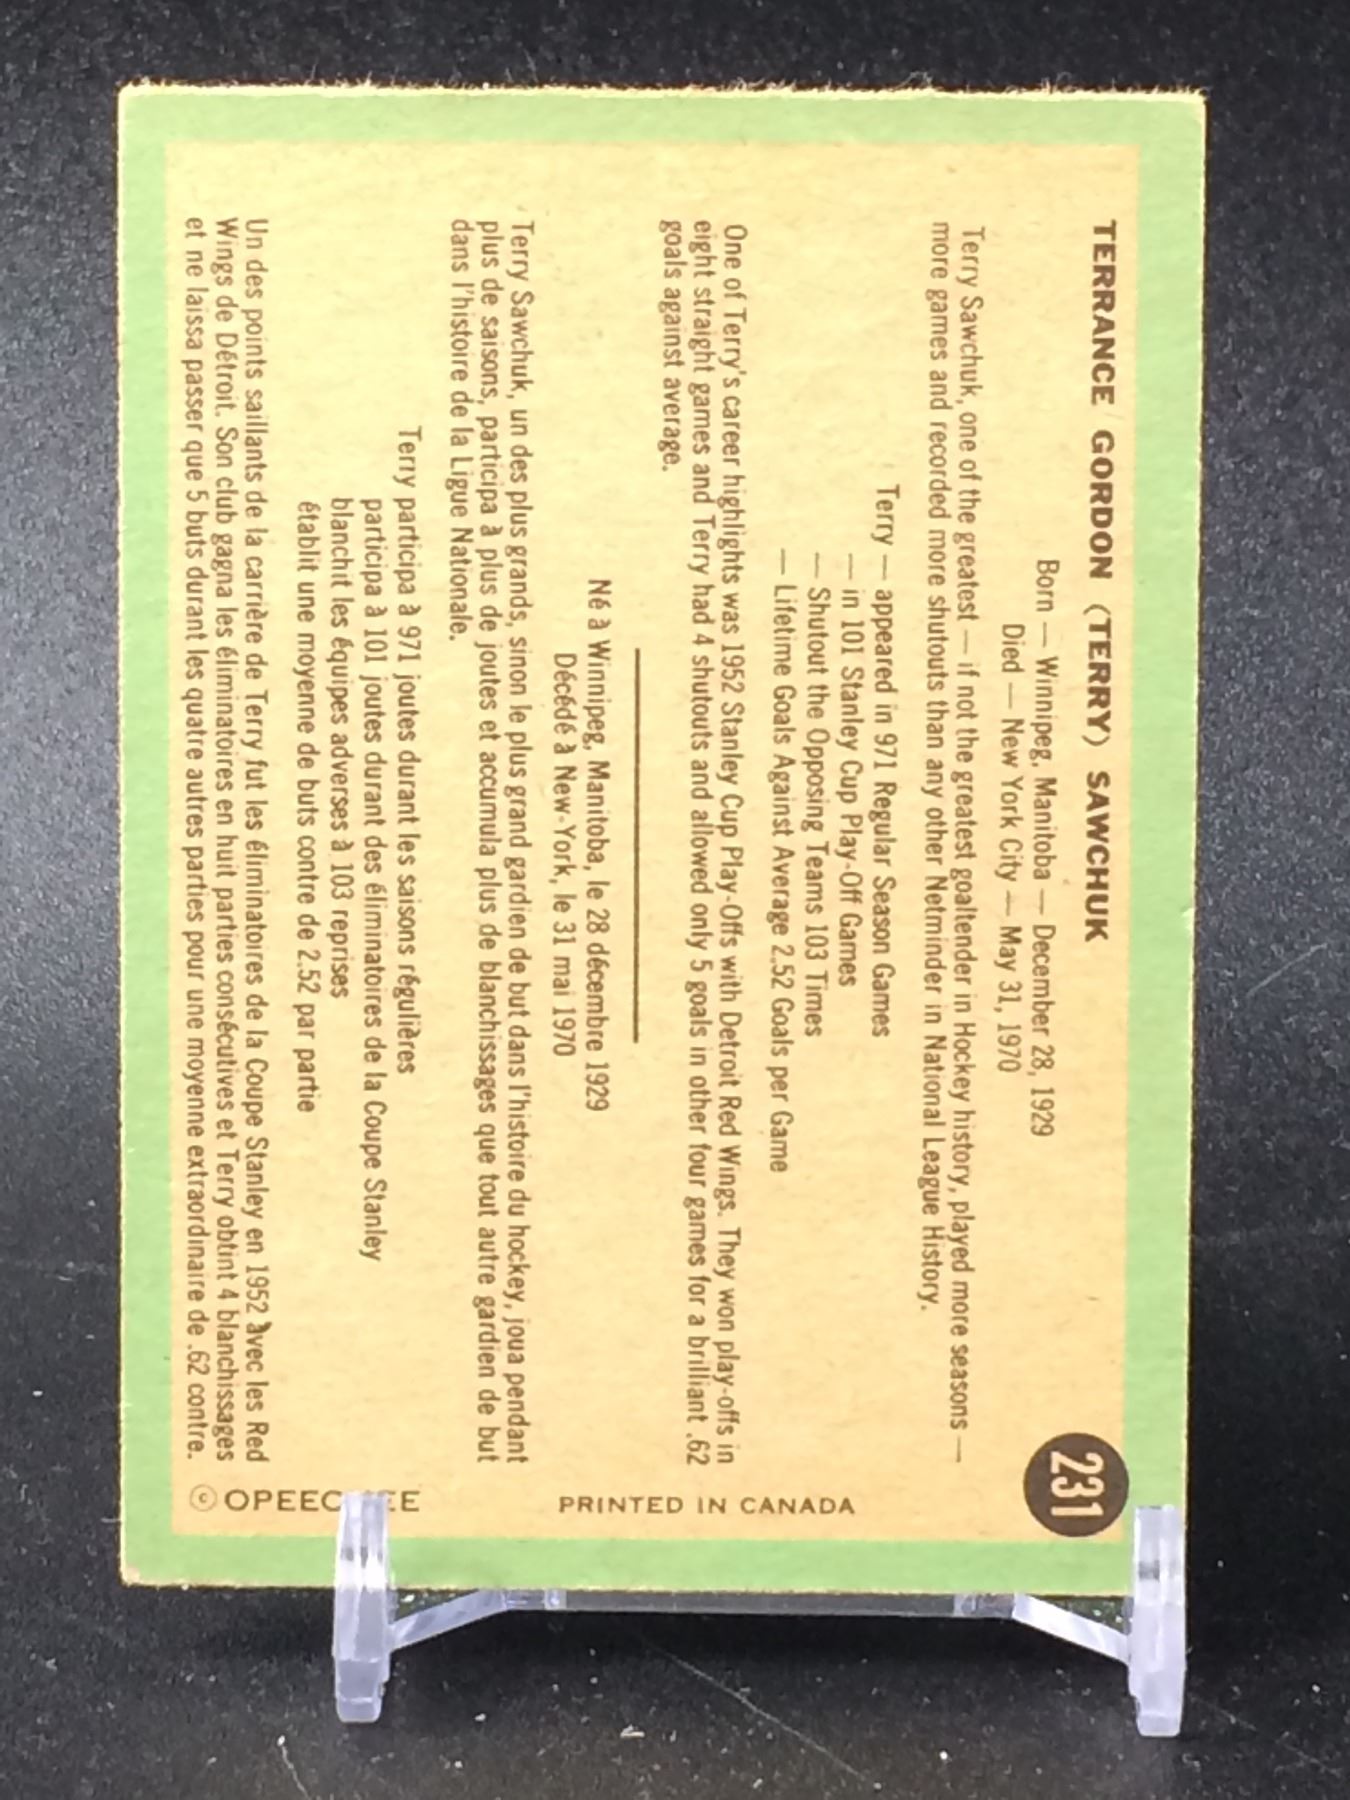 TERRANCE GORDON (TERRY) SAWCHUK
231
Born — Winnipeg, Manitoba — December 28, 1929
Died — New York City — May 31, 1970
Terry Sawchuk, one of the greatest — if not the greatest goaltender in Hockey history, played more seasons —
more games and recorded more shutouts than any other Netminder in National League History.
Terry — appeared in 971 Regular Season Games
— in 101 Stanley Cup Play-Off Games
— Shutout the Opposing Teams 103 Times
— Lifetime Goals Against Average 2.52 Goals per Game
One of Terry's career highlights was 1952 Stanley Cup Play-Offs with Detroit Red Wings. They won play-offs in
eight straight games and Terry had 4 shutouts and allowed only 5 goals in other four games for a brilliant .62
goals against average.
Né à Winnipeg, Manitoba, le 28 décembre 1929
Décédé à New-York, le 31 mai 1970
Terry Sawchuk, un des plus grands, sinon le plus grand gardien de but dans l'histoire du hockey, joua pendant
plus de saisons, participa à plus de joutes et accumula plus de blanchissages que tout autre gardien de but
dans l'histoire de la Ligue Nationale.
Terry participa à 971 joutes durant les saisons régulières
participa à 101 joutes durant des éliminatoires de la Coupe Stanley
blanchit les équipes adverses à 103 reprises
établit une moyenne de buts contre de 2.52 par partie
Un des points saillants de la carrière de Terry fut les éliminatoires de la Coupe Stanley en 1952 avec les Red
Wings de Détroit. Son club gagna les éliminatoires en huit parties consécutives et Terry obtint 4 blanchissages
et ne laissa passer que 5 buts durant les quatre autres parties pour une moyenne extraordinaire de .62 contre.
PRINTED IN CANADA
©